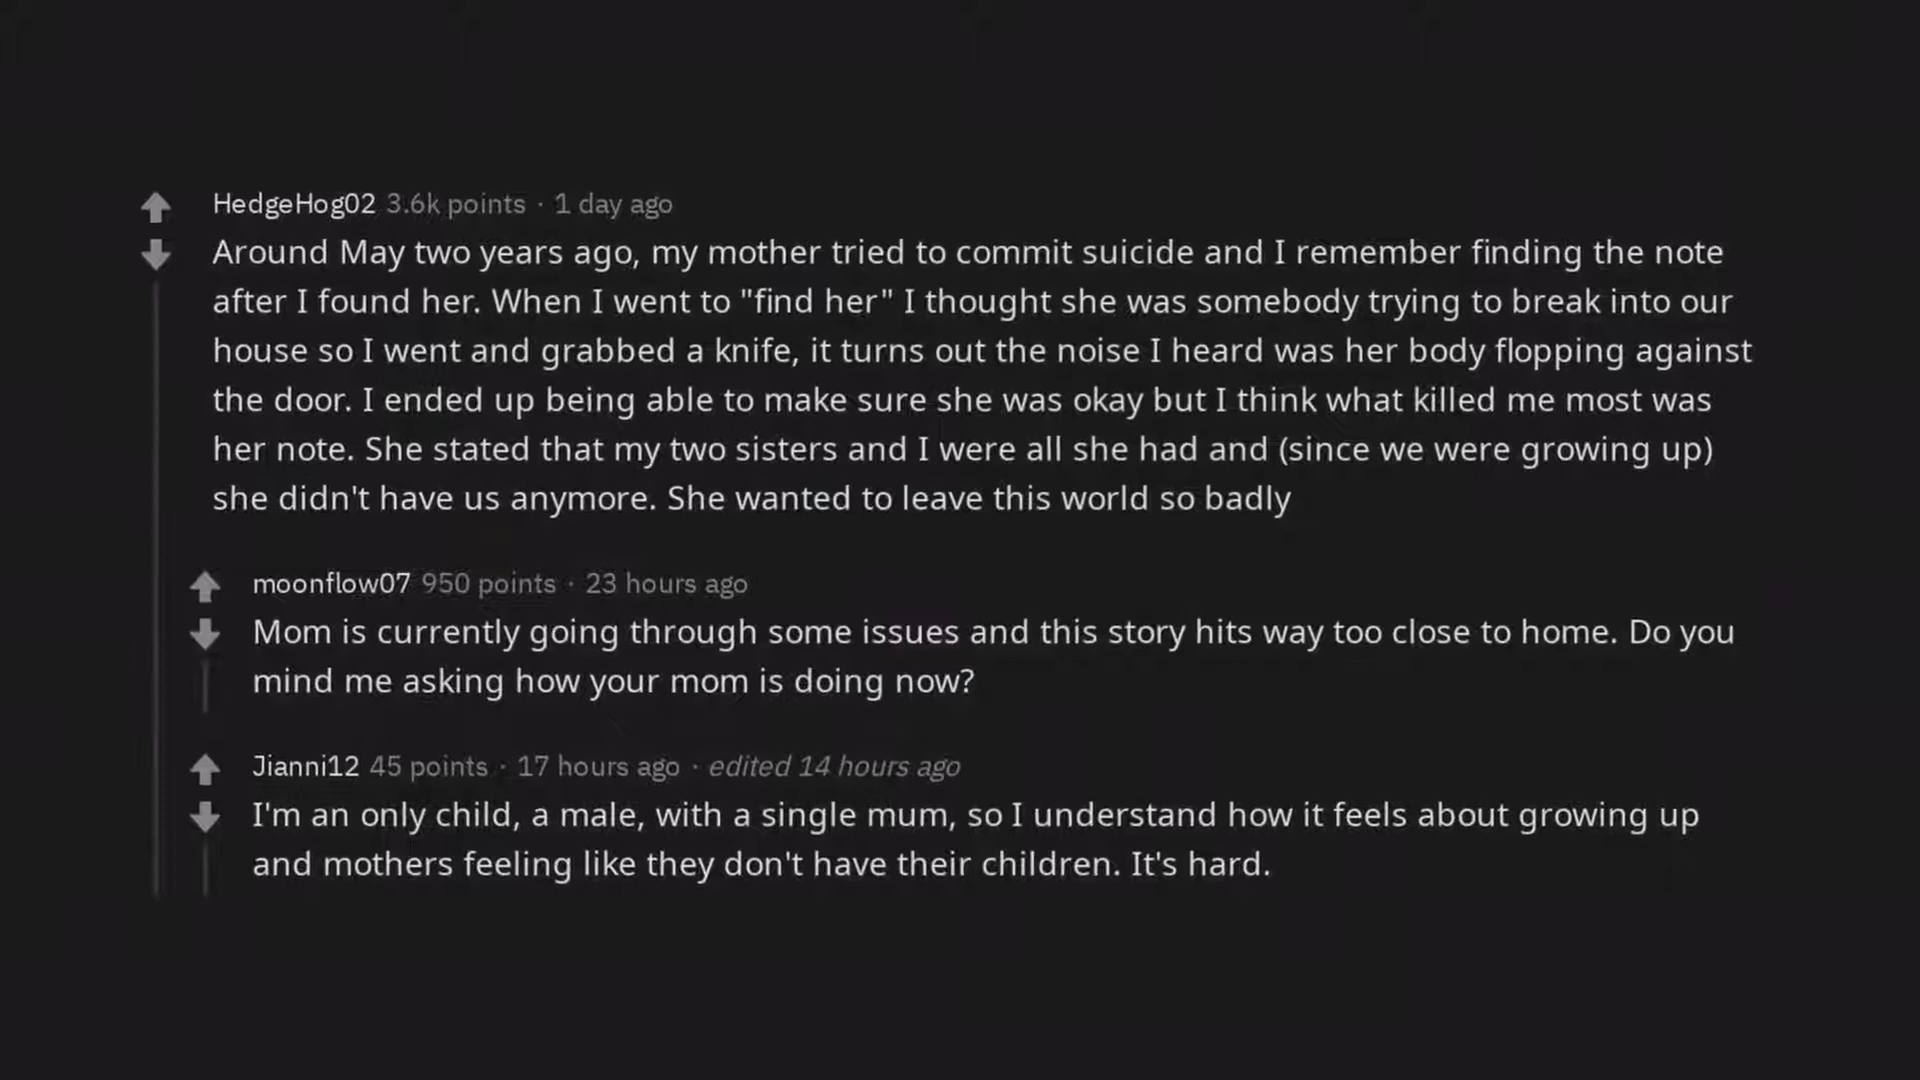 HedgeHog02 3.6k points · 1 day ago
Around May two years ago, my mother tried to commit suicide and I remember finding the note
after I found her. When I went to "find her" I thought she was somebody trying to break into our
house so I went and grabbed a knife, it turns out the noise I heard was her body flopping against
the door. I ended up being able to make sure she was okay but I think what killed me most was
her note. She stated that my two sisters and I were all she had and (since we were growing up)
she didn't have us anymore. She wanted to leave this world so badly
moonflow07 950 points · 23 hours ago
Mom is currently going through some issues and this story hits way too close to home. Do you
mind me asking how your mom is doing now?
Jianni12 45 points · 17 hours ago · edited 14 hours ago
I'm an only child, a male, with a single mum, so I understand how it feels about growing up
and mothers feeling like they don't have their children. It's hard.